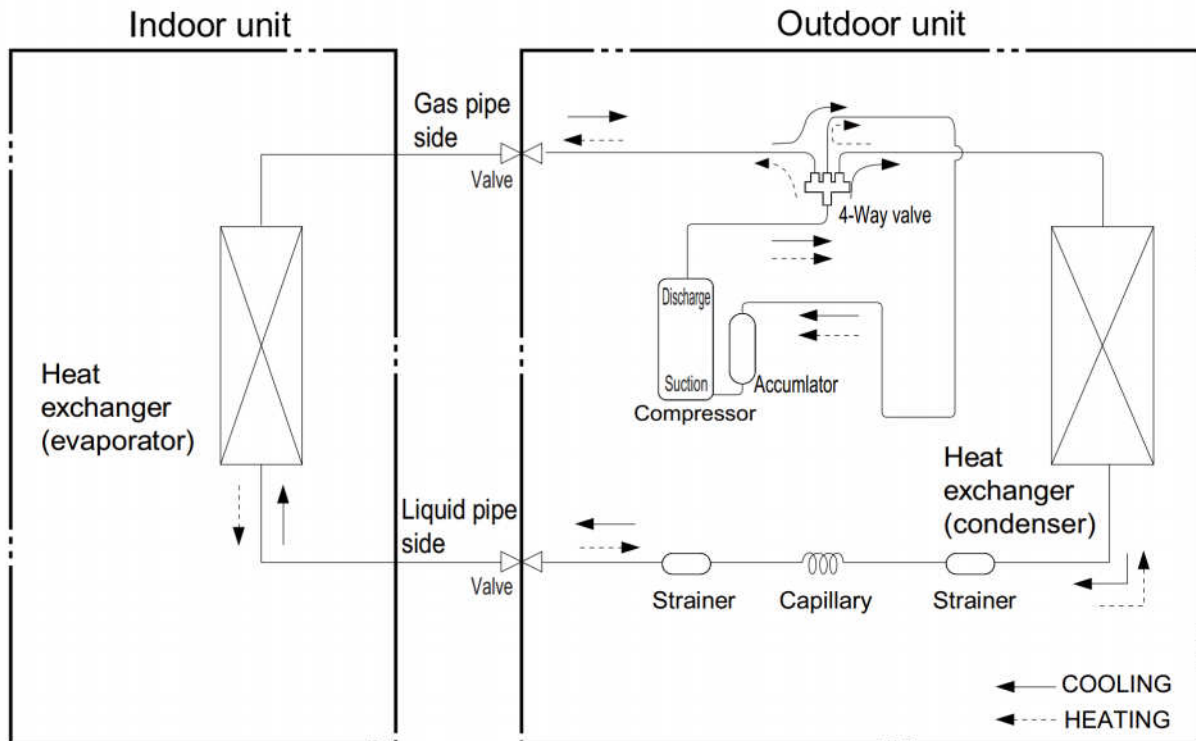 Indoor unit
Outdoor unit
Gas pipe
side
Valve
4-Way valve
Discharge
Suction
Accumlator
Compressor
Heat
exchanger
(evaporator)
Heat
exchanger
(condenser)
Liquid pipe
side
Valve
Strainer
Capillary
Strainer
COOLING
HEATING